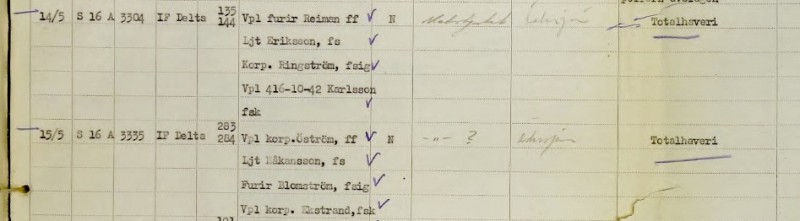 135
14/5 S 16 A 3304 IF Delta 144 Vpl furir Reiman ff N Totalhaveri
Ljt Eriksson, fs
Korp. Ringström, fsig
Vpl 416-10-42 Karlsson
fsk
283
15/5 S 16 A 3335 IF Delta 284 Vpl korp.Öström, ff N -"- ? Totalhaveri
Ljt Håkansson, fs
Furir Blomström, fsig
Vpl korp. Ekstrand,fsk